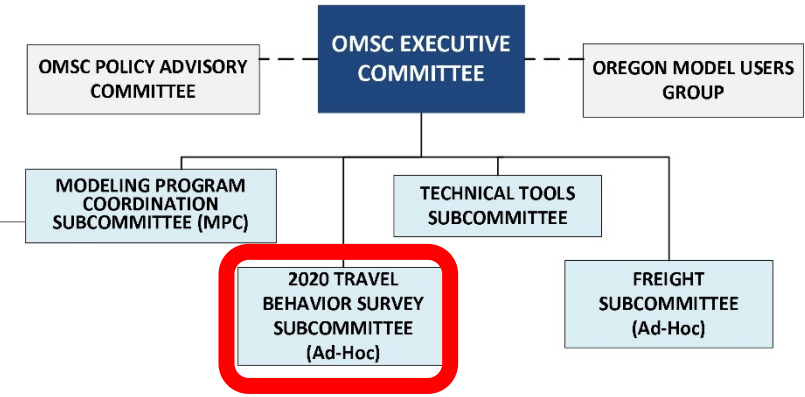 OMSC EXECUTIVE
COMMITTEE
OMSC POLICY ADVISORY
COMMITTEE
OREGON MODEL USERS
GROUP
MODELING PROGRAM
COORDINATION
SUBCOMMITTEE (MPC)
TECHNICAL TOOLS
SUBCOMMITTEE
2020 TRAVEL
BEHAVIOR SURVEY
SUBCOMMITTEE
(Ad-Hoc)
FREIGHT
SUBCOMMITTEE
(Ad-Hoc)